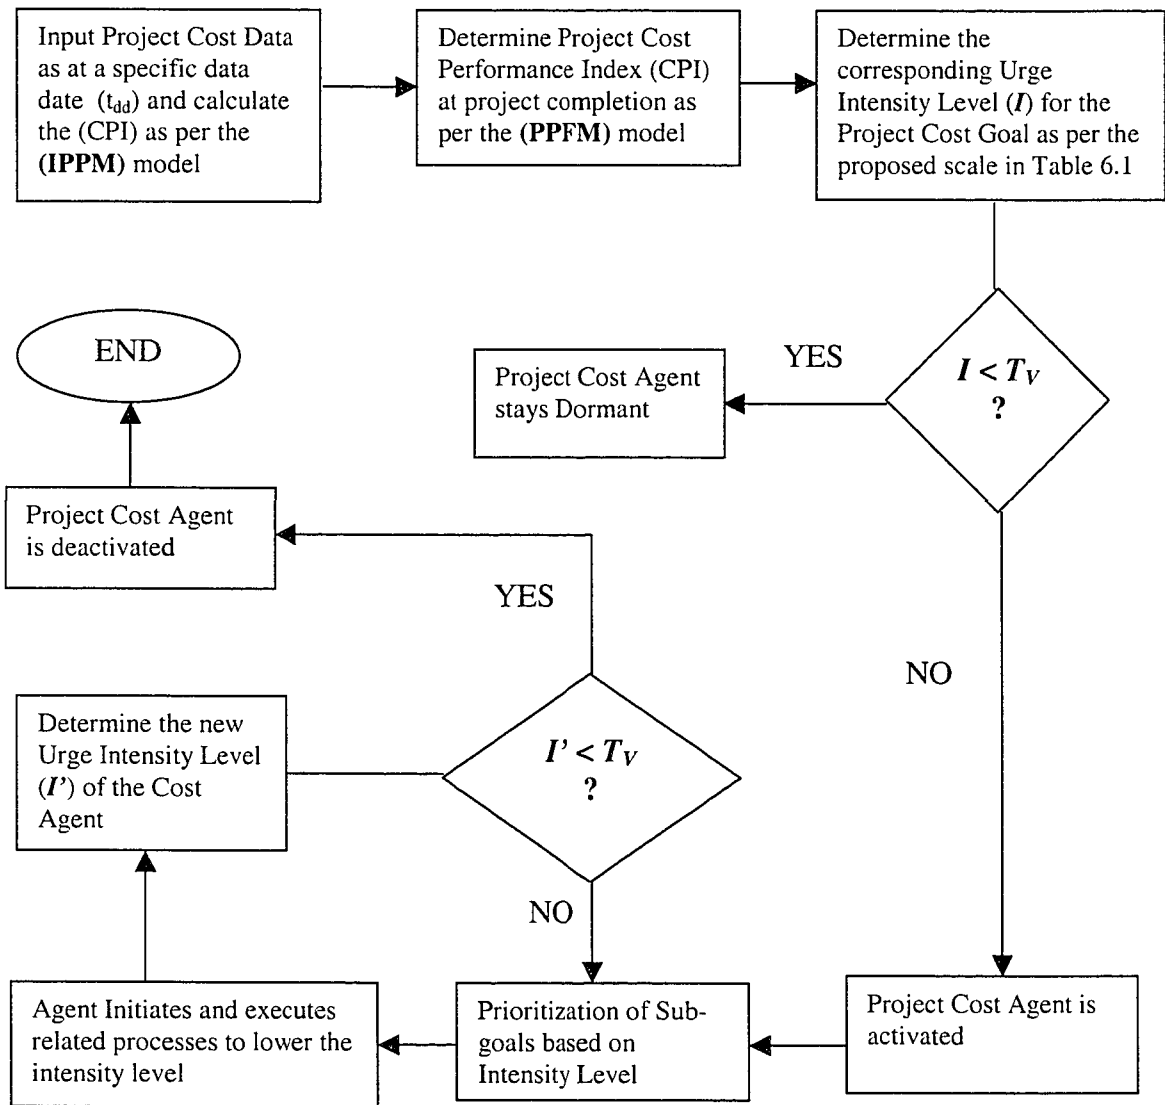 Input Project Cost Data
as at a specific data
date (tdd) and calculate
the (CPI) as per the
(IPPM) model
Determine Project Cost
Performance Index (CPI)
at project completion as
per the (PPFM) model
Determine the
corresponding Urge
Intensity Level (I) for the
Project Cost Goal as per the
proposed scale in Table 6.1
END
YES
Project Cost Agent
stays Dormant
I < TV
?
Project Cost Agent
is deactivated
YES
NO
Determine the new
Urge Intensity Level
(I’) of the Cost
Agent
I’ < TV
?
NO
Agent Initiates and executes
related processes to lower the
intensity level
Prioritization of Sub-
goals based on
Intensity Level
Project Cost Agent is
activated